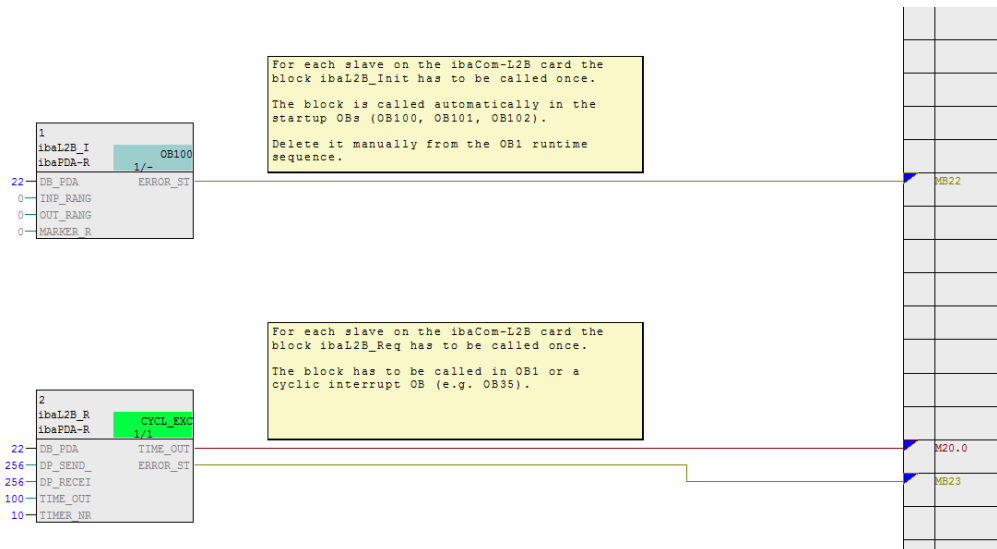 For each slave on the ibaCom-L2B card the
block ibaL2B_Init has to be called once.
The block is called automatically in the
startup OBs (OB100, OB101, OB102).
Delete it manually from the OB1 runtime
sequence.
1
ibaL2B_I
ibaPDA-R
OB100
1/-
22 DB_PDA ERROR_ST MB22
0 INP_RANG
0 OUT_RANG
0 MARKER_R
For each slave on the ibaCom-L2B card the
block ibaL2B_Req has to be called once.
The block has to be called in OB1 or a
cyclic interrupt OB (e.g. OB35).
2
ibaL2B_R
ibaPDA-R
CYCL_EXC
1/1
22 DB_PDA TIME_OUT M20.0
256 DP_SEND_ ERROR_ST
256 DP_RECEI MB23
100 TIME_OUT
10 TIMER_NR